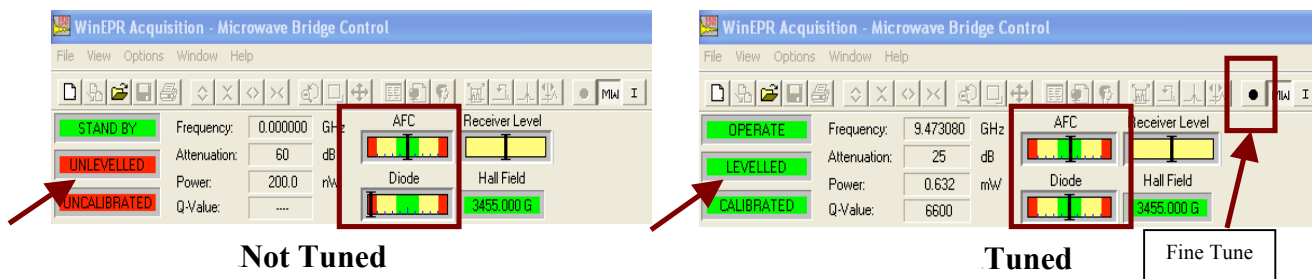 WinEPR Acquisition - Microwave Bridge Control
File View Options Window Help
MW I
STAND BY Frequency: 0.000000 GHz AFC Receiver Level
UNLEVELLED Attenuation: 60 dB
Power: 200.0 nW Diode Hall Field
UNCALIBRATED Q-Value: ---- 3455.000 G
Not Tuned
WinEPR Acquisition - Microwave Bridge Control
File View Options Window Help
MW I
OPERATE Frequency: 9.473080 GHz AFC Receiver Level
LEVELLED Attenuation: 25 dB
Power: 0.632 mW Diode Hall Field
CALIBRATED Q-Value: 6600 3455.000 G
Tuned
Fine Tune